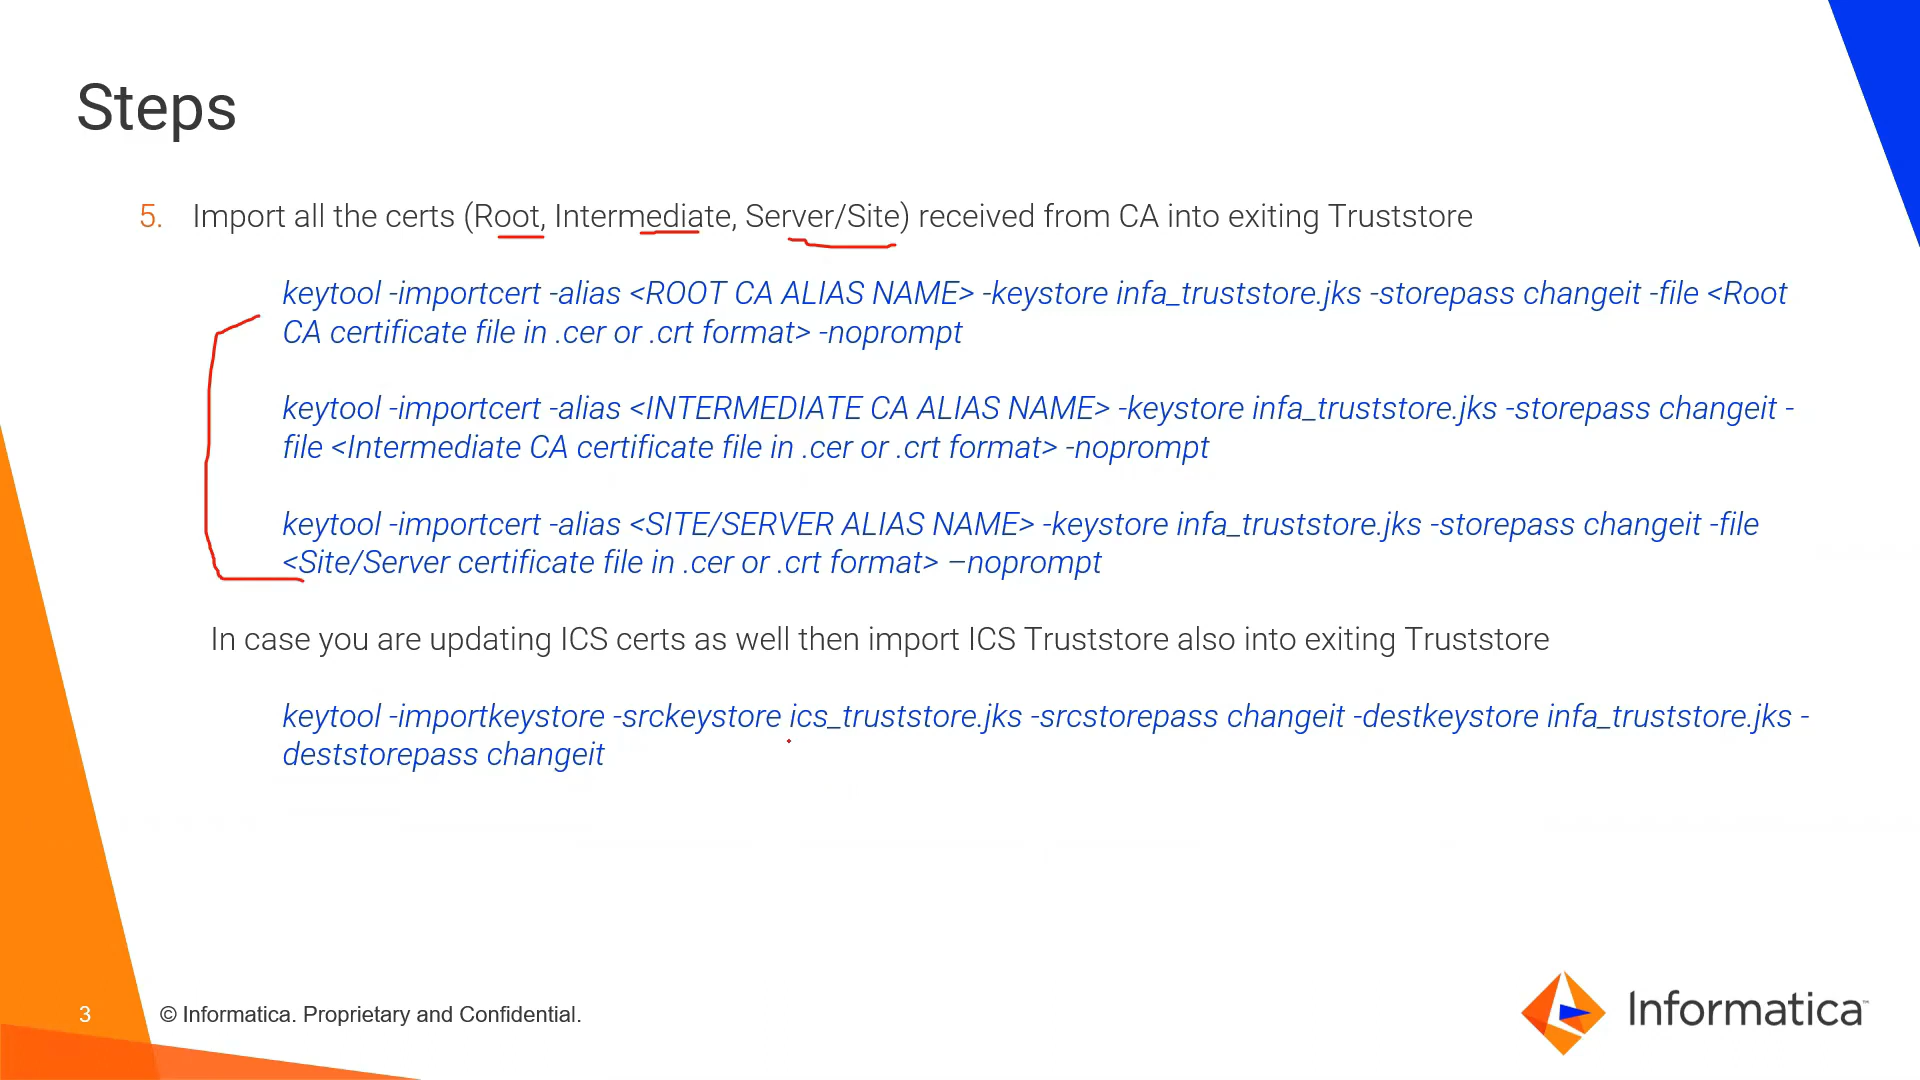 Steps
5. Import all the certs (Root, Intermediate, Server/Site) received from CA into exiting Truststore
keytool -importcert -alias <ROOT CA ALIAS NAME> -keystore infa_truststore.jks -storepass changeit -file <Root
CA certificate file in .cer or .crt format> -noprompt
keytool -importcert -alias <INTERMEDIATE CA ALIAS NAME> -keystore infa_truststore.jks -storepass changeit -
file <Intermediate CA certificate file in .cer or .crt format> -noprompt
keytool -importcert -alias <SITE/SERVER ALIAS NAME> -keystore infa_truststore.jks -storepass changeit -file
<Site/Server certificate file in .cer or .crt format> –noprompt
In case you are updating ICS certs as well then import ICS Truststore also into exiting Truststore
keytool -importkeystore -srckeystore ics_truststore.jks -srcstorepass changeit -destkeystore infa_truststore.jks -
deststorepass changeit
3 © Informatica. Proprietary and Confidential.
Informatica™